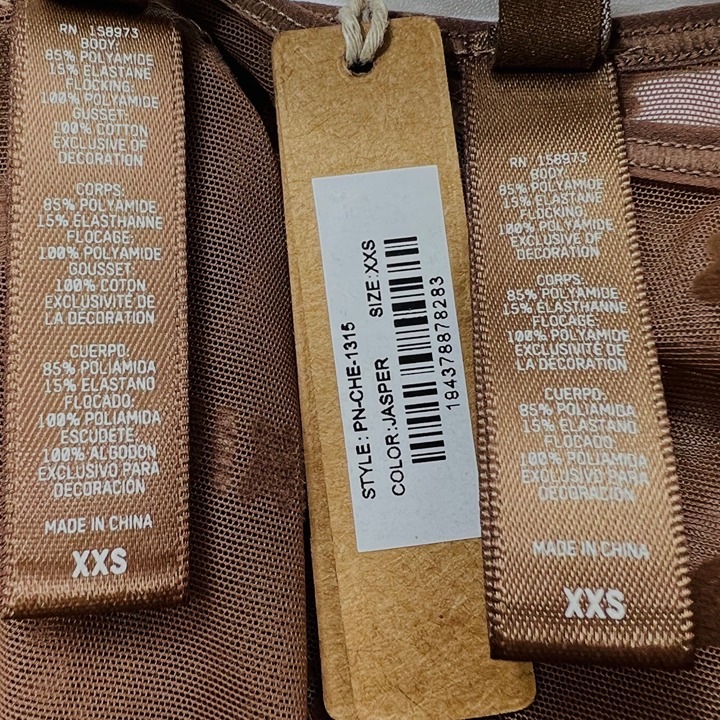 RN 158973
BODY:
85% POLYAMIDE
15% ELASTANE
FLOCKING:
100% POLYAMIDE
GUSSET:
100% COTTON
EXCLUSIVE OF
DECORATION
CORPS:
85% POLYAMIDE
15% ELASTHANNE
FLOCAGE:
100% POLYAMIDE
GOUSSET:
100% COTON
EXCLUSIVITÉ DE
LA DÉCORATION
CUERPO:
85% POLIAMIDA
15% ELASTANO
FLOCADO:
100% POLIAMIDA
ESCUDETE:
100% ALGODÓN
EXCLUSIVO PARA
DECORACIÓN
MADE IN CHINA
XXS
STYLE: PN-CHE-1315
COLOR:JASPER SIZE:XXS
194378878283
RN 158973
BODY:
85% POLYAMIDE
15% ELASTANE
FLOCKING:
100% POLYAMIDE
EXCLUSIVE OF
DECORATION
CORPS:
85% POLYAMIDE
15% ELASTHANNE
FLOCAGE
100% POLYAMIDE
EXCLUSIVITÉ DE
LA DÉCORATION
CUERPO:
85% POLIAMIDA
15% ELASTANO
FLOCADO:
100% POLIAMIDA
EXCLUSIVO PARA
DECORACIÓN
MADE IN CHINA
XXS